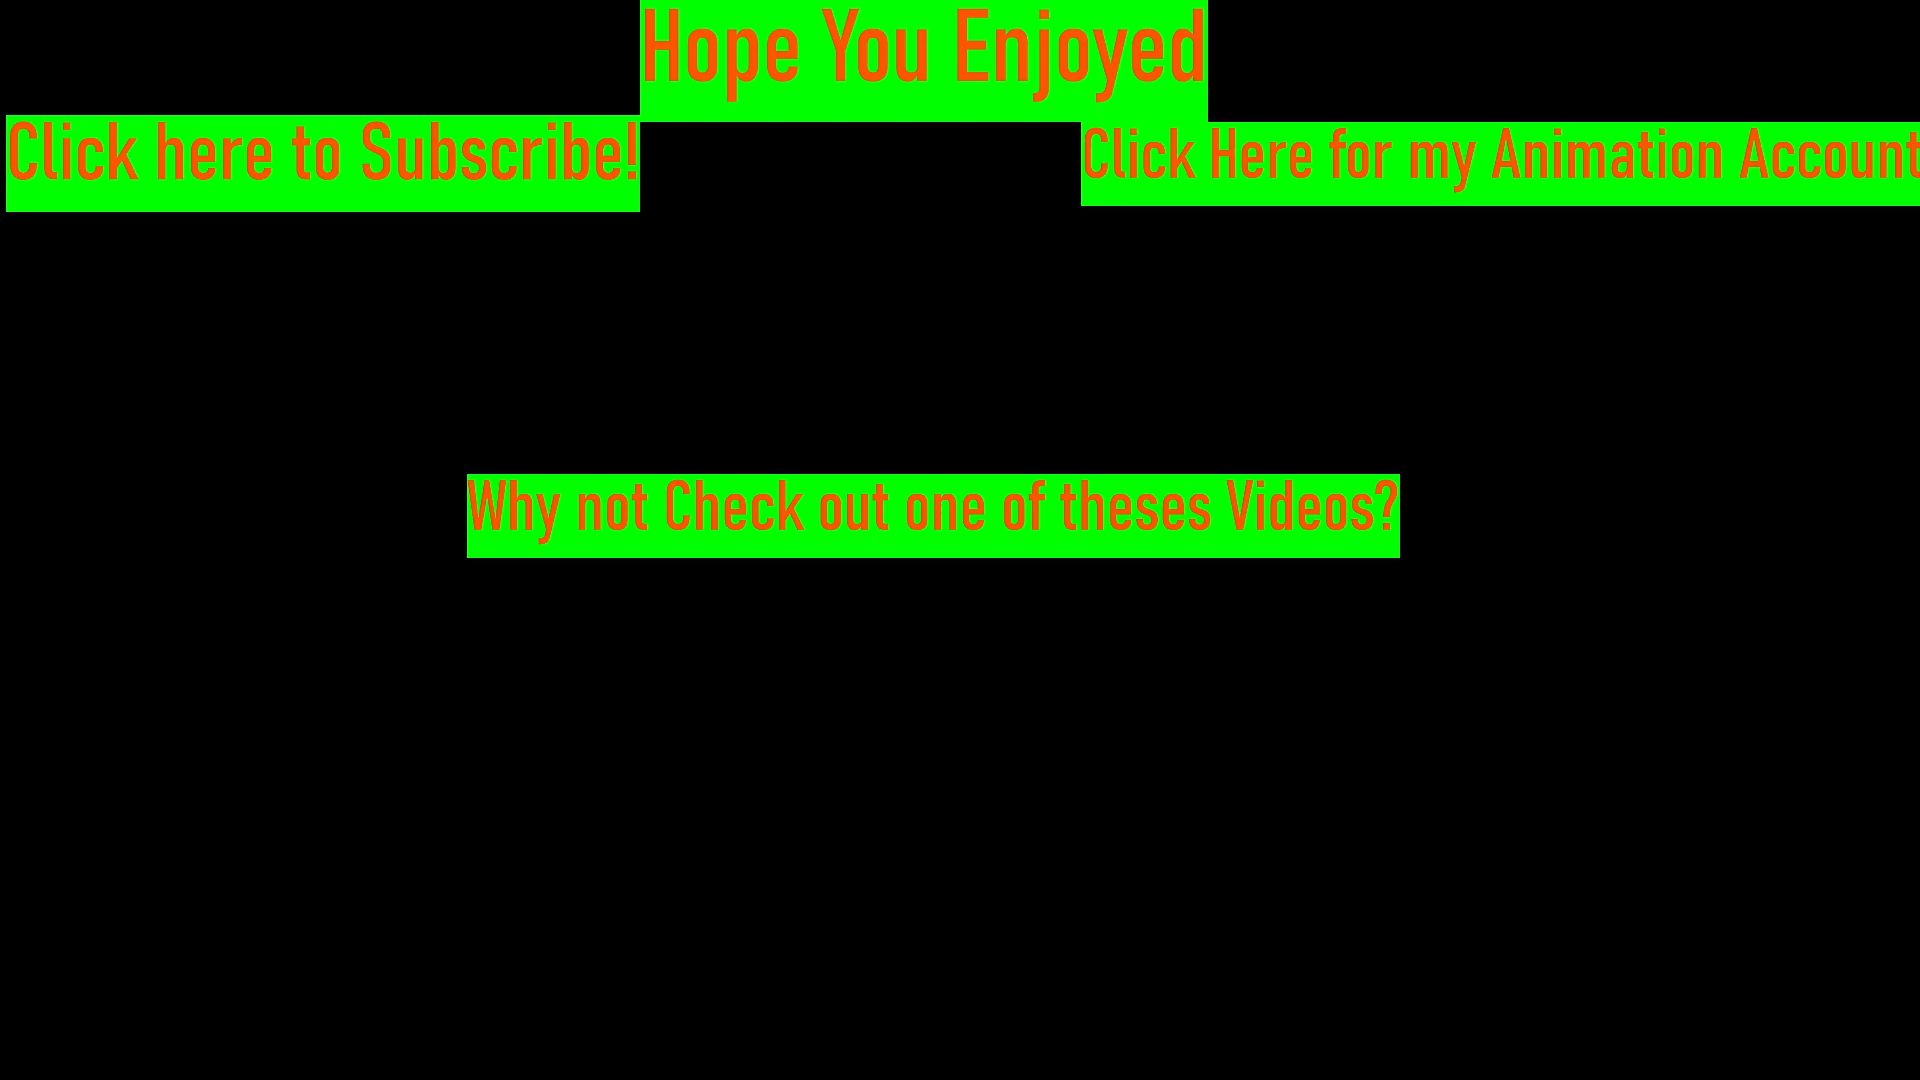 Hope You Enjoyed
Click here to Subscribe!
Click Here for my Animation Account
Why not Check out one of theses Videos?